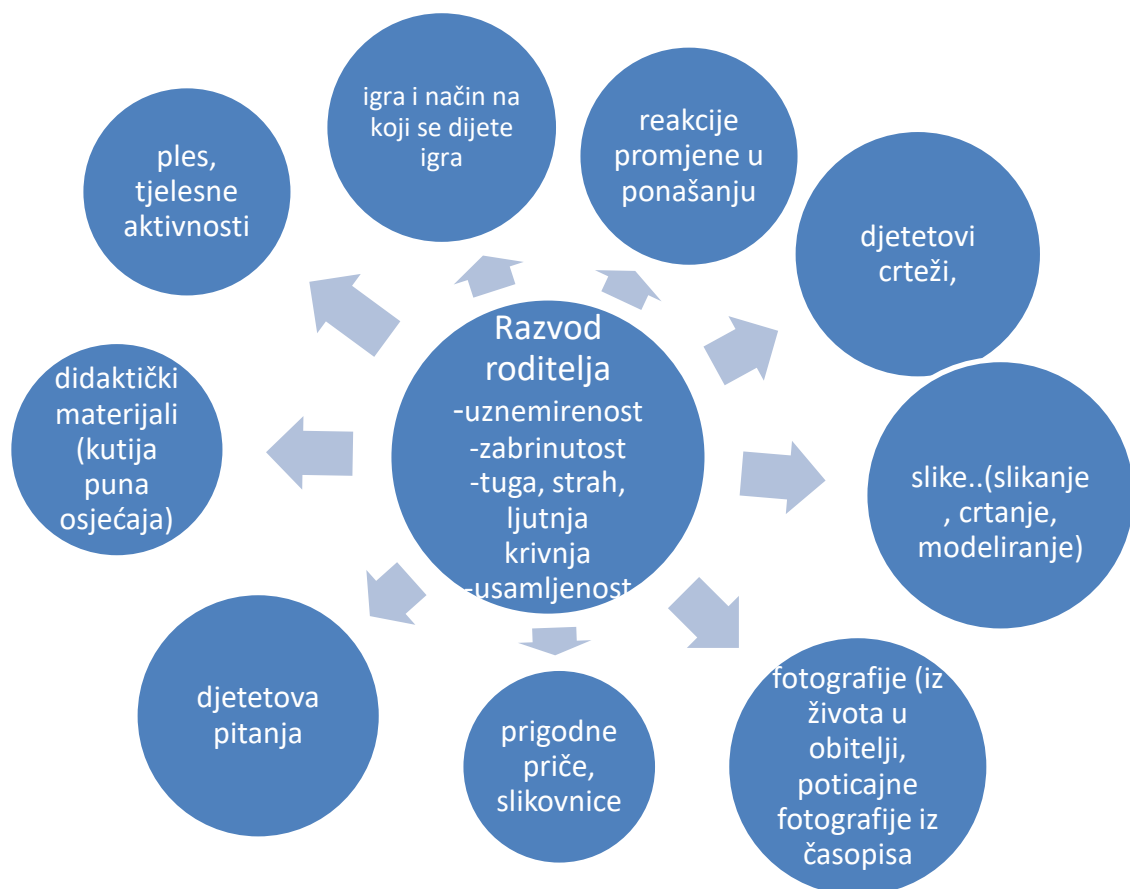 igra i način na
koji se dijete
igra
reakcije
promjene u
ponašanju
ples,
tjelesne
aktivnosti
djetetovi
crteži,
Razvod
roditelja
-uznemirenost
-zabrinutost
-tuga, strah,
ljutnja
krivnja
-usamljenost
didaktički
materijali
(kutija
puna
osjećaja)
slike..(slikanje
, crtanje,
modeliranje)
djetetova
pitanja
prigodne
priče,
slikovnice
fotografije (iz
života u
obitelji,
poticajne
fotografije iz
časopisa